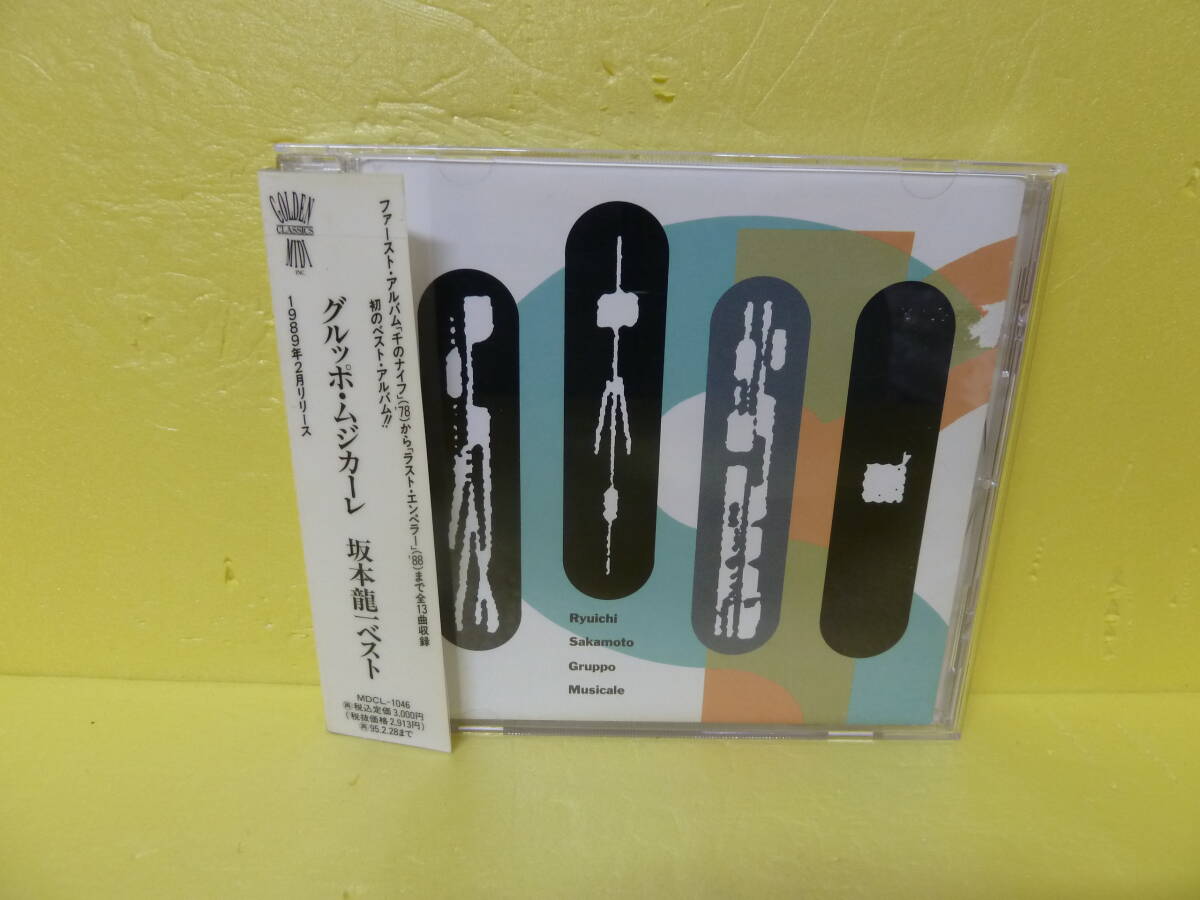 GOLDEN
CLASSICS
MIDI
INC.
ファースト・アルバム「千のナイフ」('78)から「ラスト・エンペラー」('88)まで全13曲収録
初のベスト・アルバム!!
グルッポ・ムジカーレ 坂本龍一ベスト
1989年2月リリース
MDCL-1046
㊢税込定価3,000円
(税抜価格2,913円)
㊢95.2.28まで
Ryuichi
Sakamoto
Gruppo
Musicale